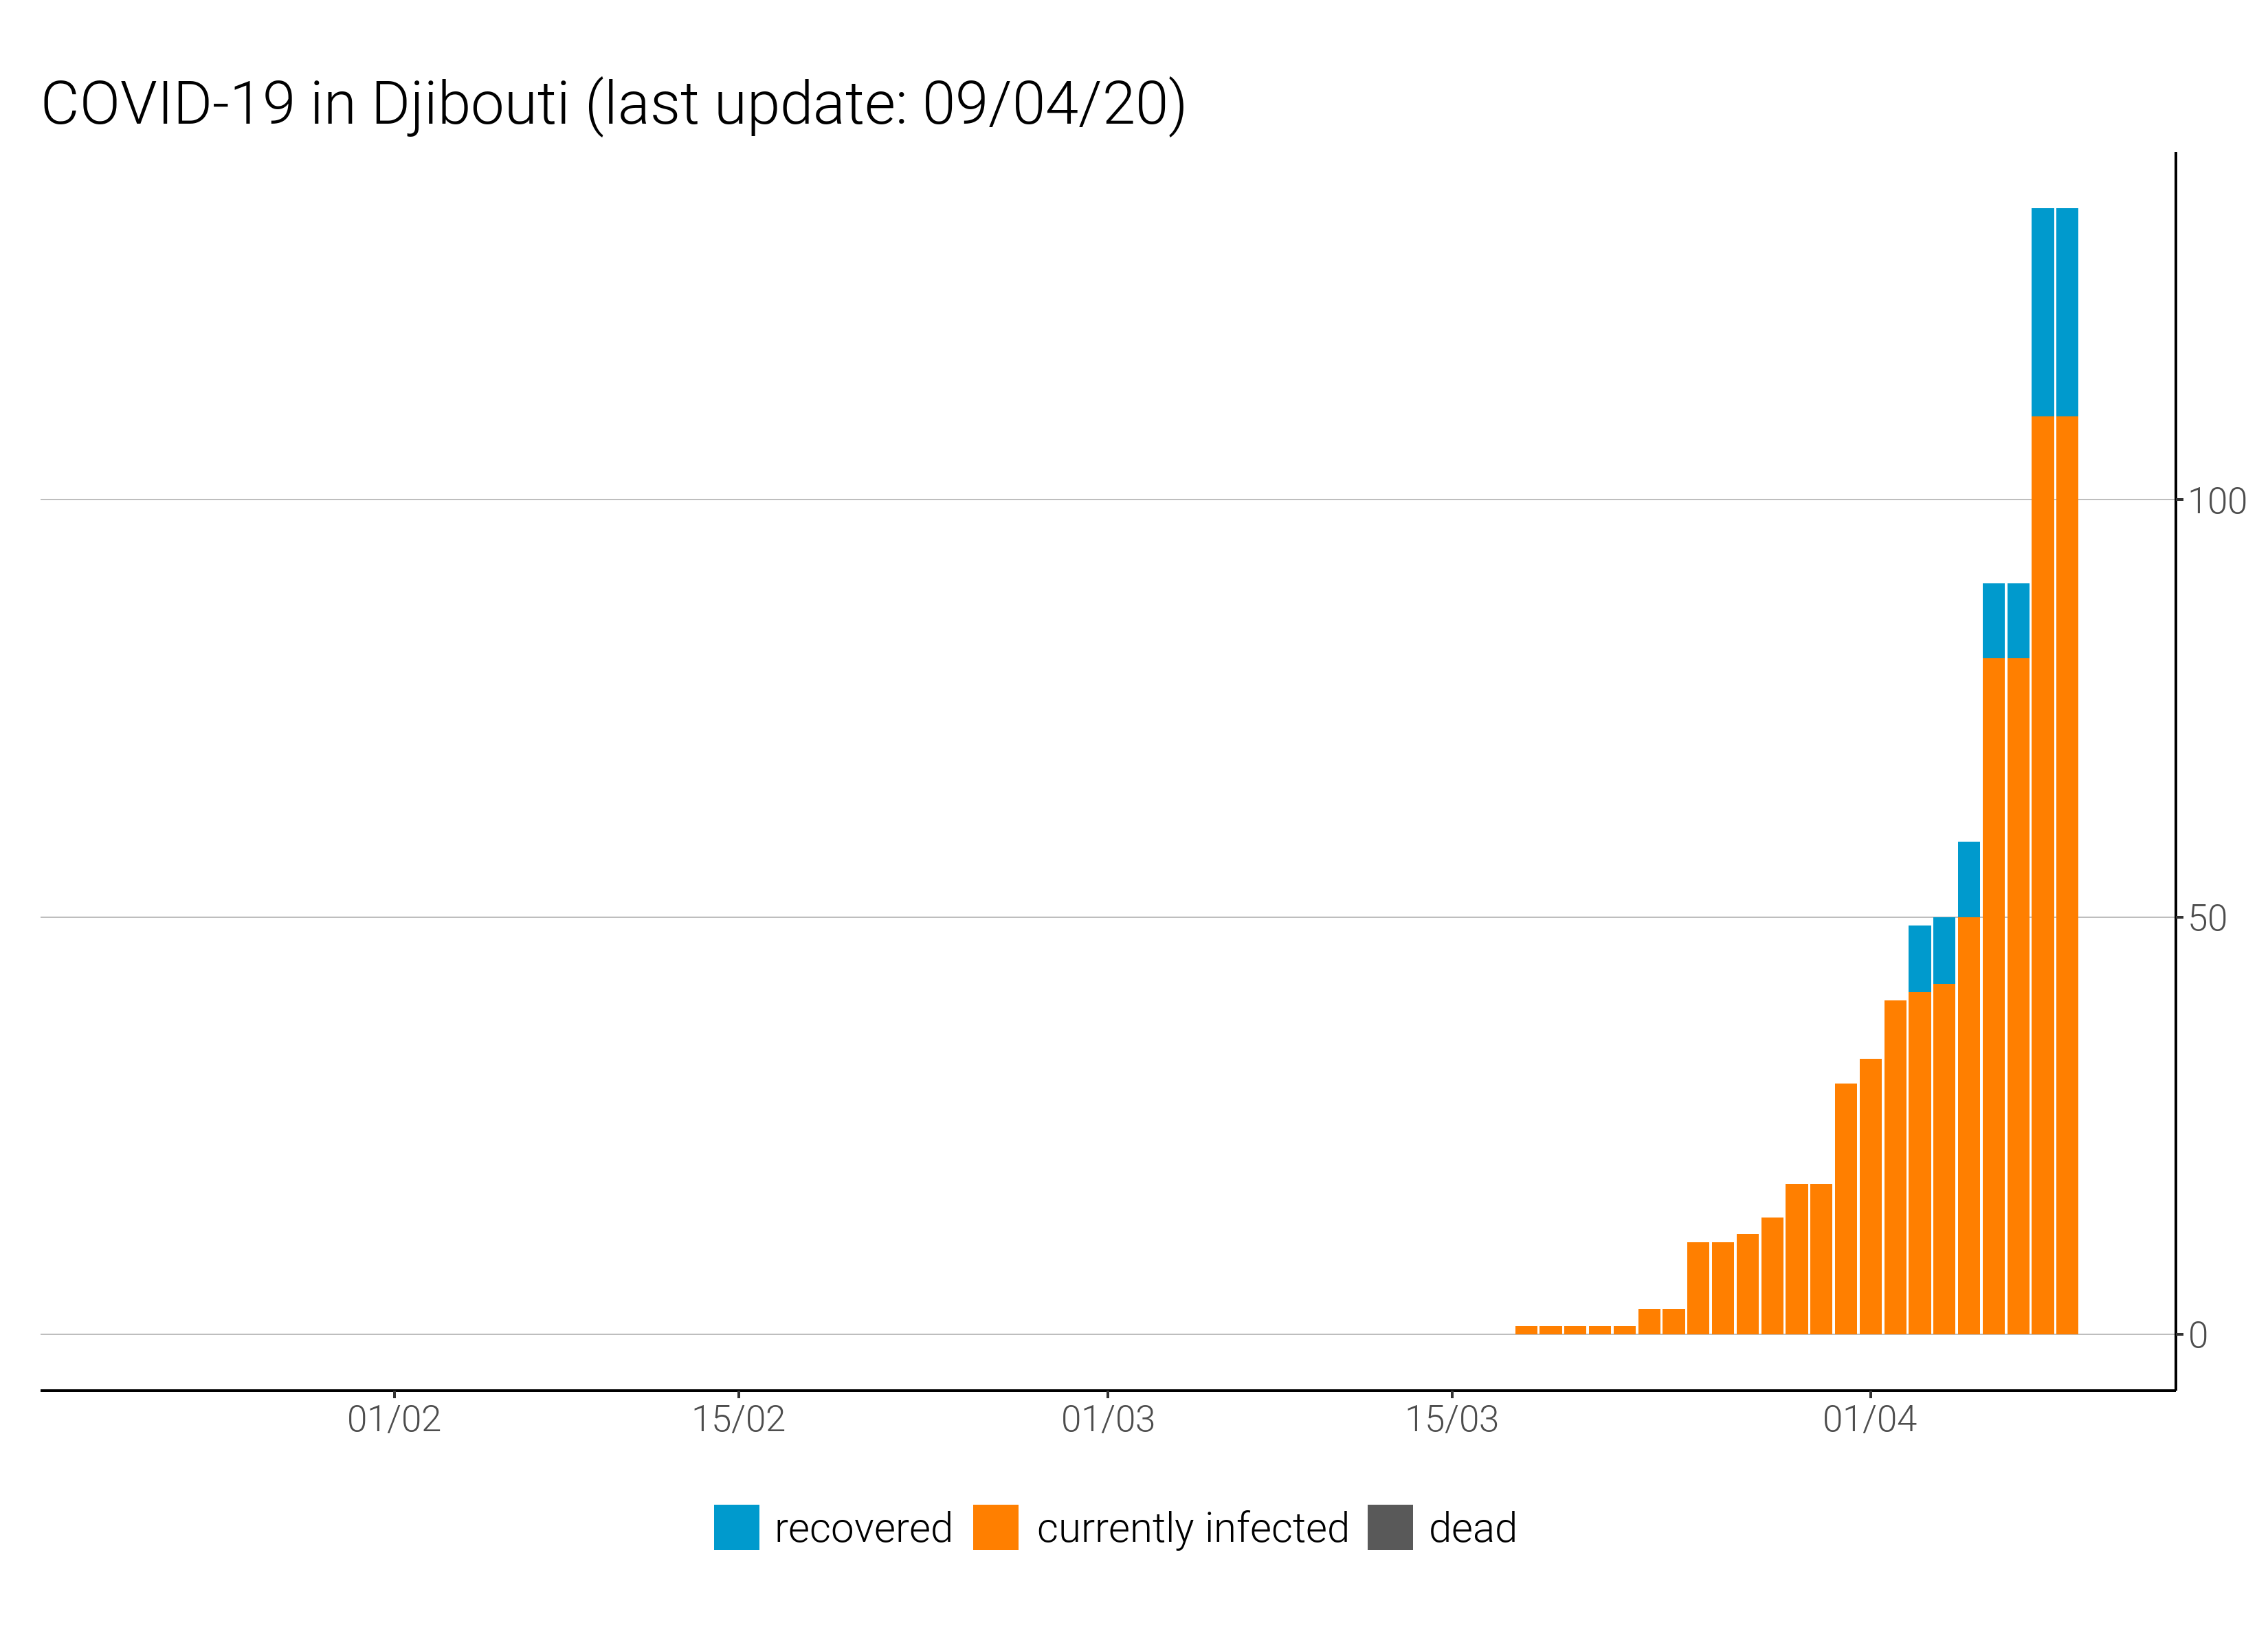 COVID-19 in Djibouti (last update: 09/04/20)
100
50
0
01/02 15/02 01/03 15/03 01/04
recovered currently infected dead